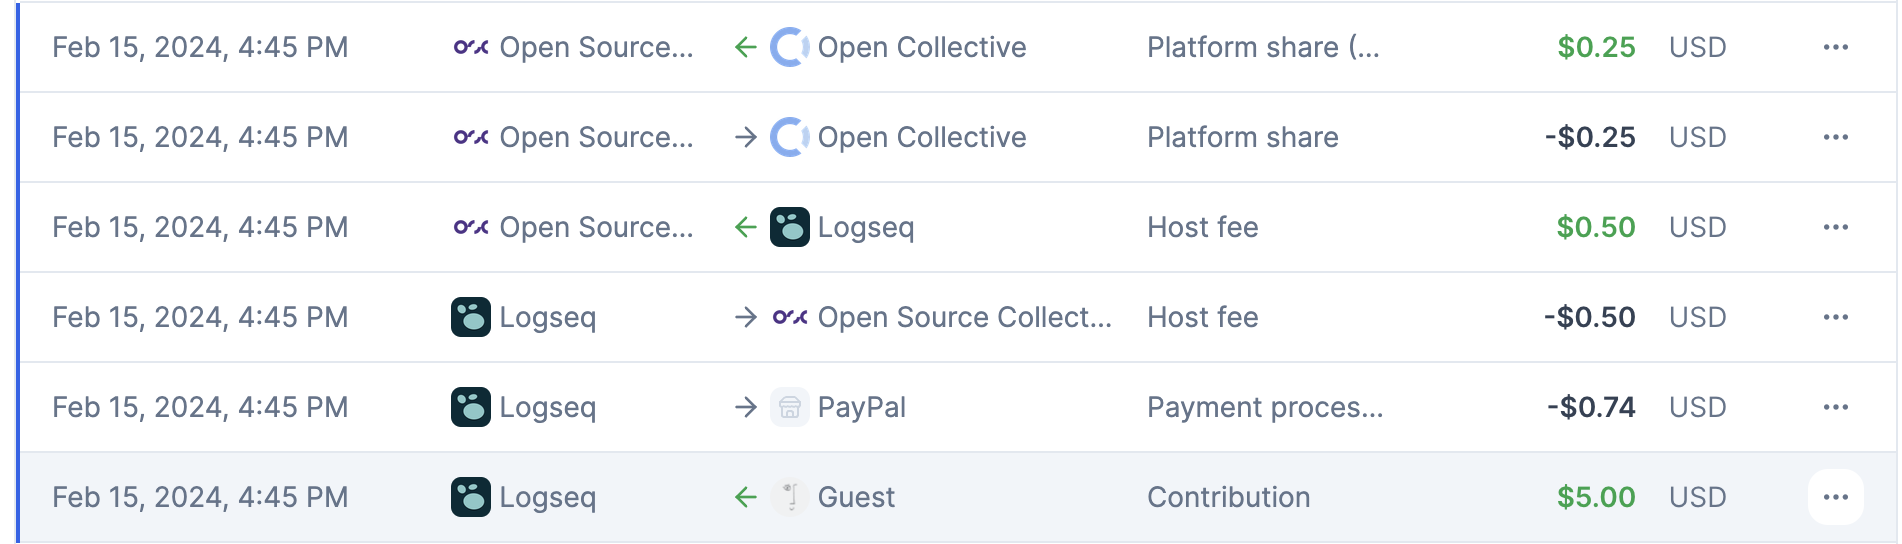 Feb 15, 2024, 4:45 PM Open Source... ← Open Collective Platform share (... $0.25 USD ...
Feb 15, 2024, 4:45 PM Open Source... → Open Collective Platform share -$0.25 USD ...
Feb 15, 2024, 4:45 PM Open Source... ← Logseq Host fee $0.50 USD ...
Feb 15, 2024, 4:45 PM Logseq → Open Source Collect... Host fee -$0.50 USD ...
Feb 15, 2024, 4:45 PM Logseq → PayPal Payment proces... -$0.74 USD ...
Feb 15, 2024, 4:45 PM Logseq ← Guest Contribution $5.00 USD ...